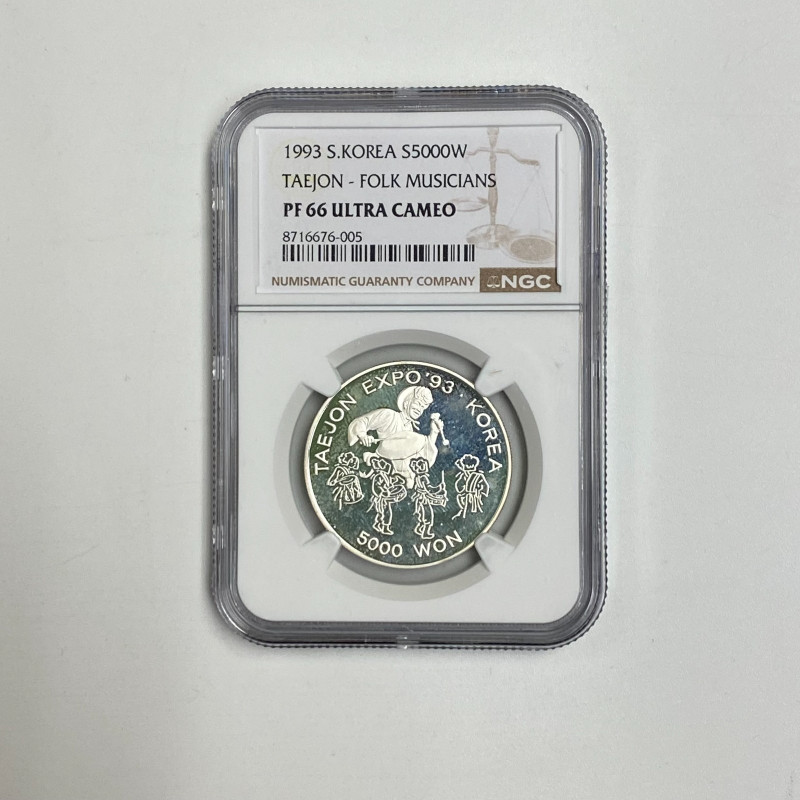 1993 S.KOREA S5000W
TAEJON - FOLK MUSICIANS
PF 66 ULTRA CAMEO
8716676-005
NUMISMATIC GUARANTY COMPANY NGC
TAEJON EXPO '93 · KOREA
5000 WON